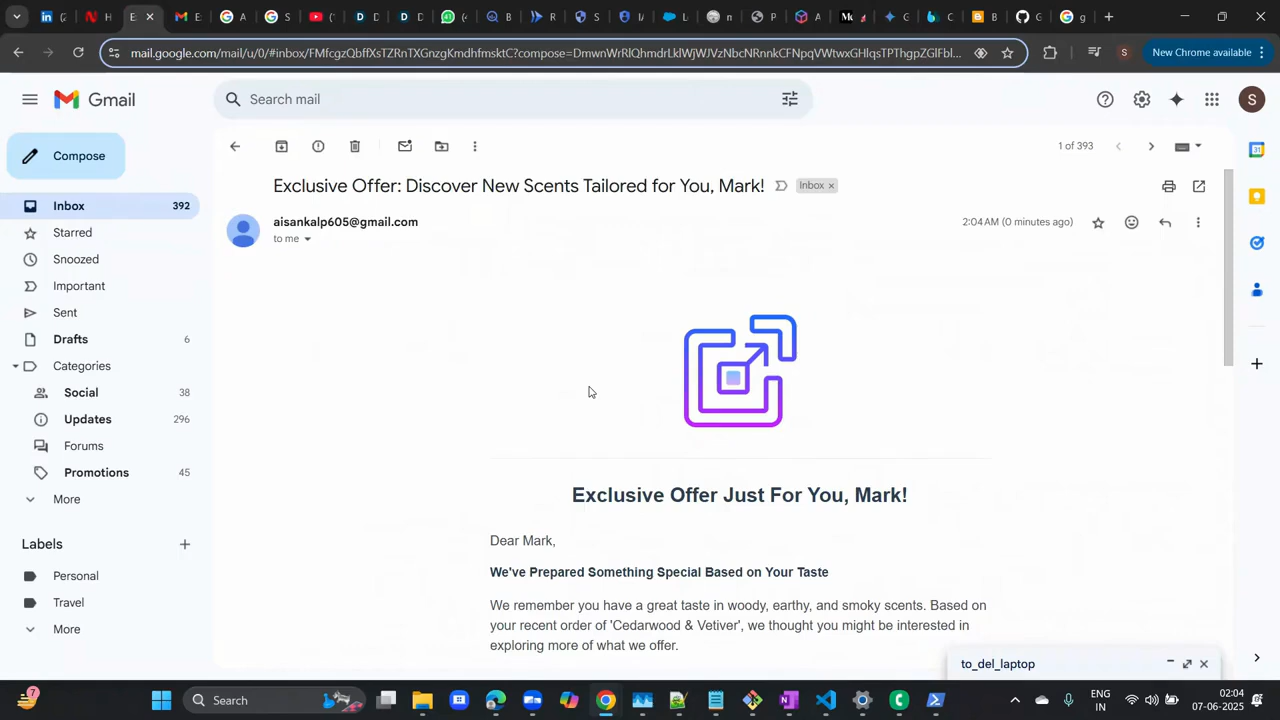 mail.google.com/mail/u/0/#inbox/FMfcgzQbffXsTZRnTXGnzgKmdhfmsktC?compose=DmwnWrRlQhmdrLklWjWJVzNbcNRnnkCFNpqVWtwxGHlqsTPThgpZGlFbl...
New Chrome available
Gmail
Search mail
S
Compose
1 of 393
Inbox 392
Exclusive Offer: Discover New Scents Tailored for You, Mark!
Inbox ×
Starred
aisankalp605@gmail.com
2:04 AM (0 minutes ago)
to me
Snoozed
Important
Sent
Drafts 6
Categories
Social 38
Updates 296
Forums
Promotions 45
More
Labels
Personal
Travel
More
Exclusive Offer Just For You, Mark!
Dear Mark,
We've Prepared Something Special Based on Your Taste
We remember you have a great taste in woody, earthy, and smoky scents. Based on
your recent order of 'Cedarwood & Vetiver', we thought you might be interested in
exploring more of what we offer.
to_del_laptop
7
Search
ENG
IN
02:04
07-06-2025